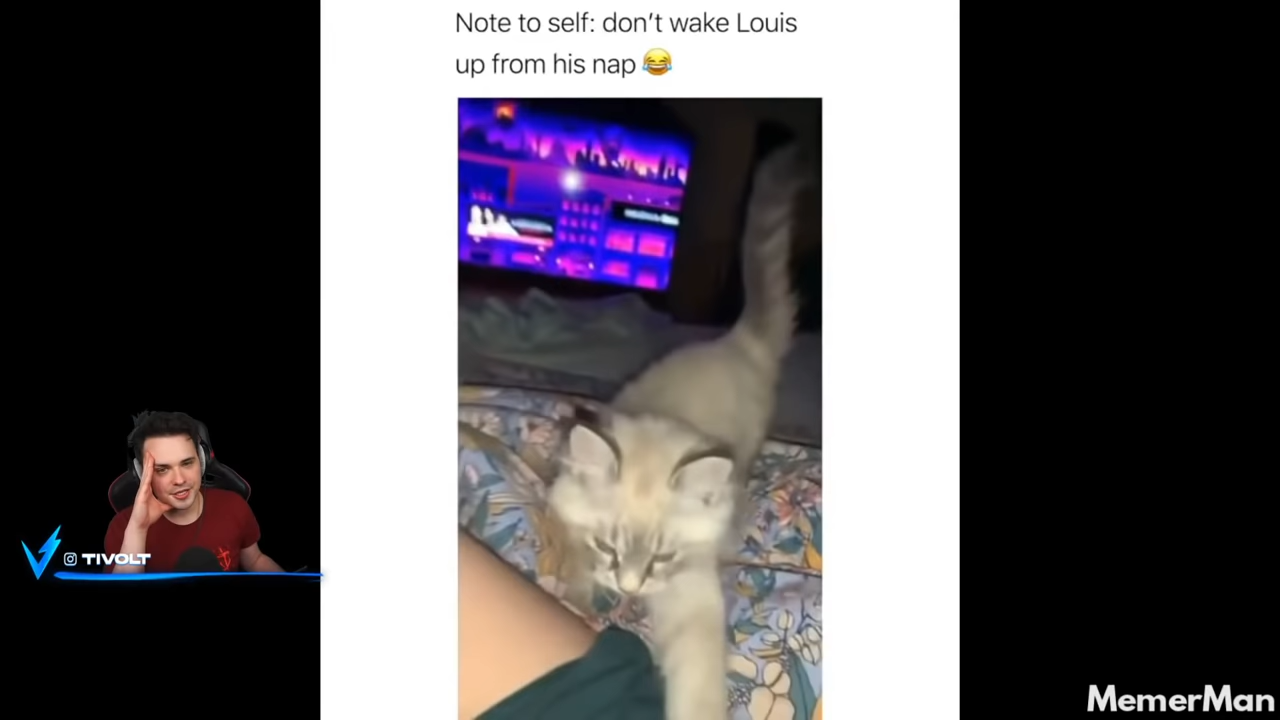 Note to self: don’t wake Louis
up from his nap 😂
TIVOLT
MemerMan